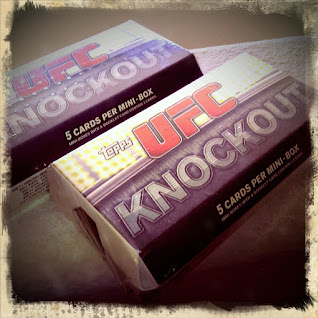 UFC
KNOCKOUT
5 CARDS PER MINI-BOX
Topps
UFC
KNOCKOUT
5 CARDS PER MINI-BOX